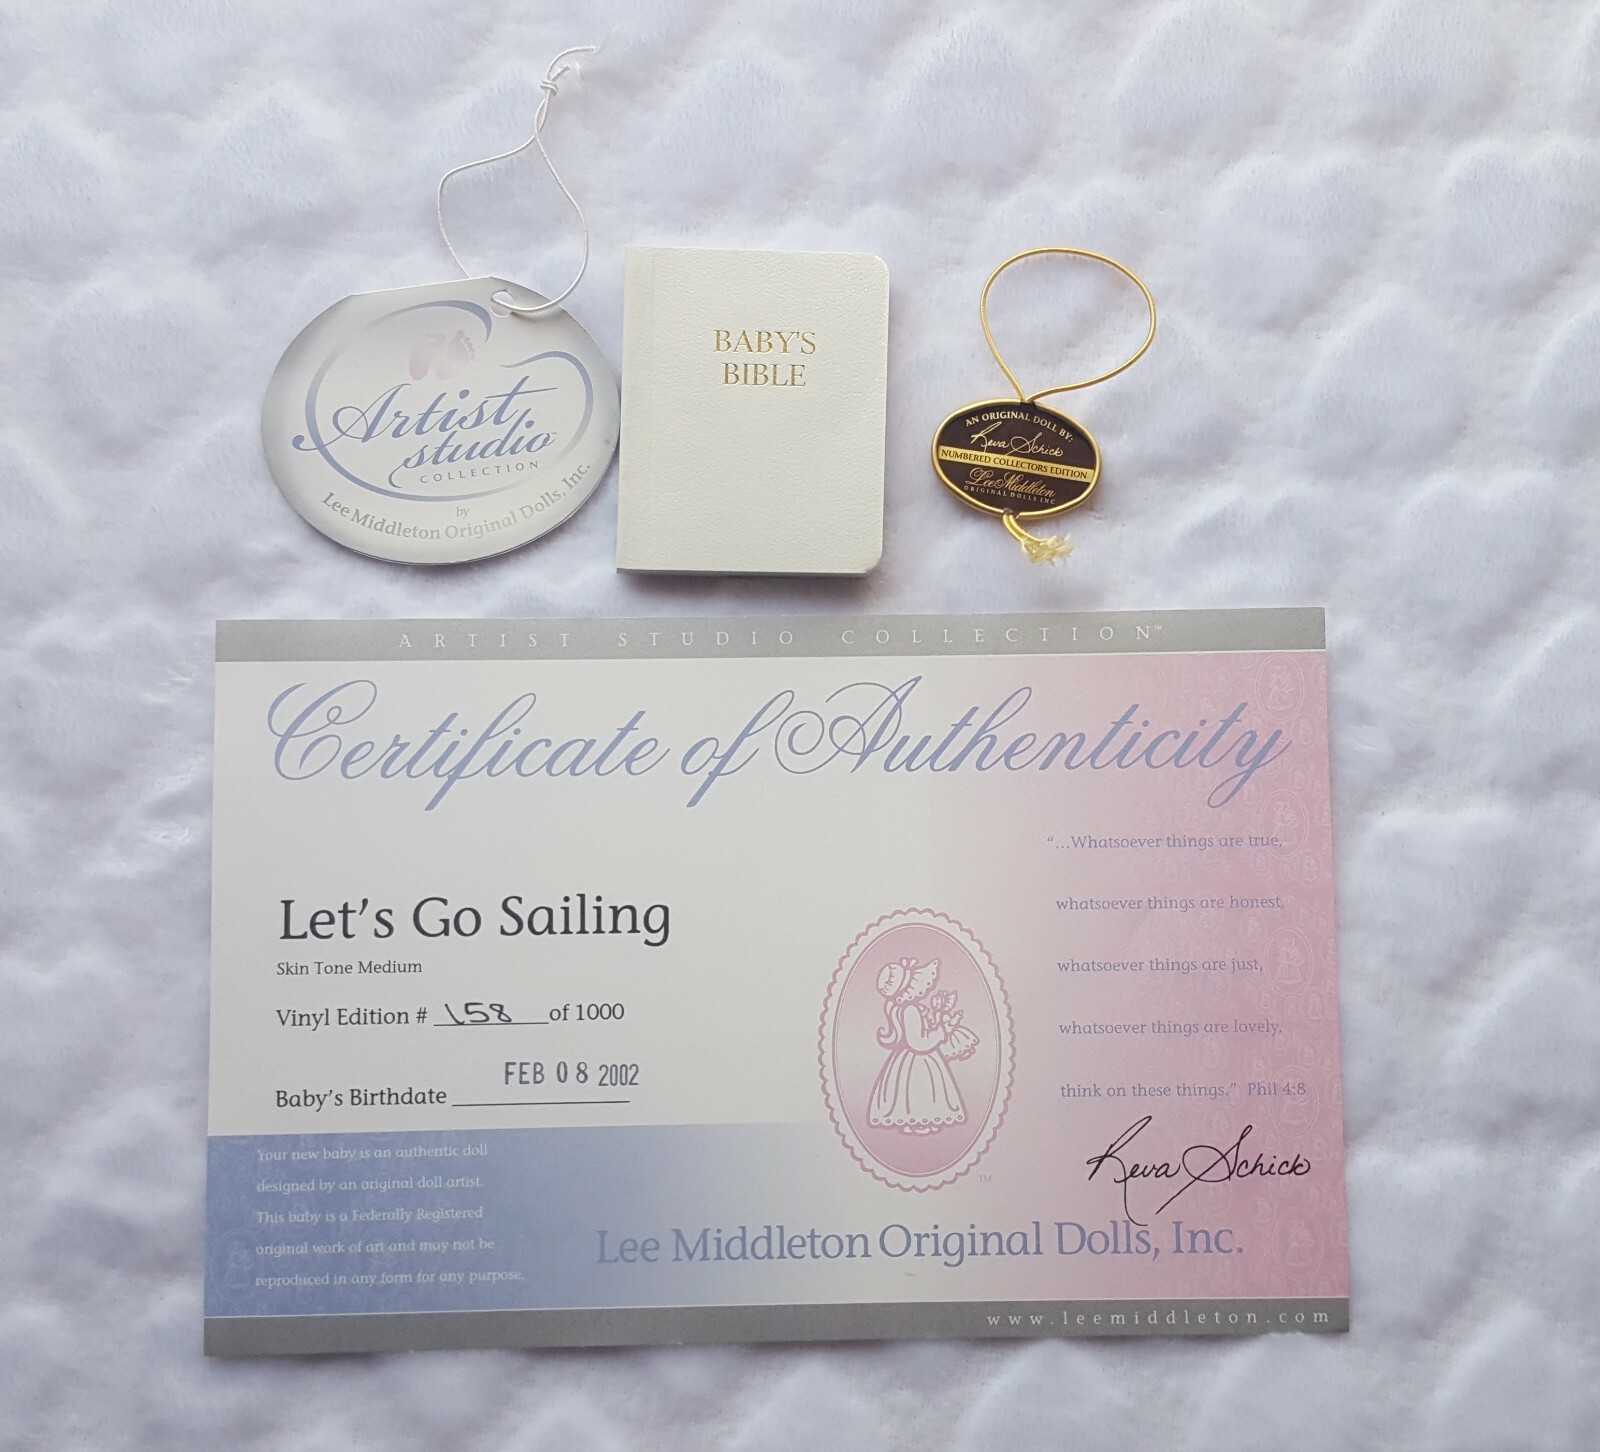 Artist
studio™
COLLECTION
by
Lee Middleton Original Dolls, Inc.
BABY'S
BIBLE
AN ORIGINAL DOLL BY:
Reva Schick
NUMBERED COLLECTORS EDITION
Lee Middleton
ORIGINAL DOLLS INC
ARTIST STUDIO COLLECTION™
Certificate of Authenticity
"...Whatsoever things are true,
whatsoever things are honest,
whatsoever things are just,
whatsoever things are lovely,
think on these things." Phil 4:8
Let's Go Sailing
Skin Tone Medium
Vinyl Edition # 158 of 1000
FEB 08 2002
Baby's Birthdate
Reva Schick
Your new baby is an authentic doll
designed by an original doll artist.
This baby is a Federally Registered
original work of art and may not be
reproduced in any form for any purpose.
TM
Lee Middleton Original Dolls, Inc.
www.leemiddleton.com